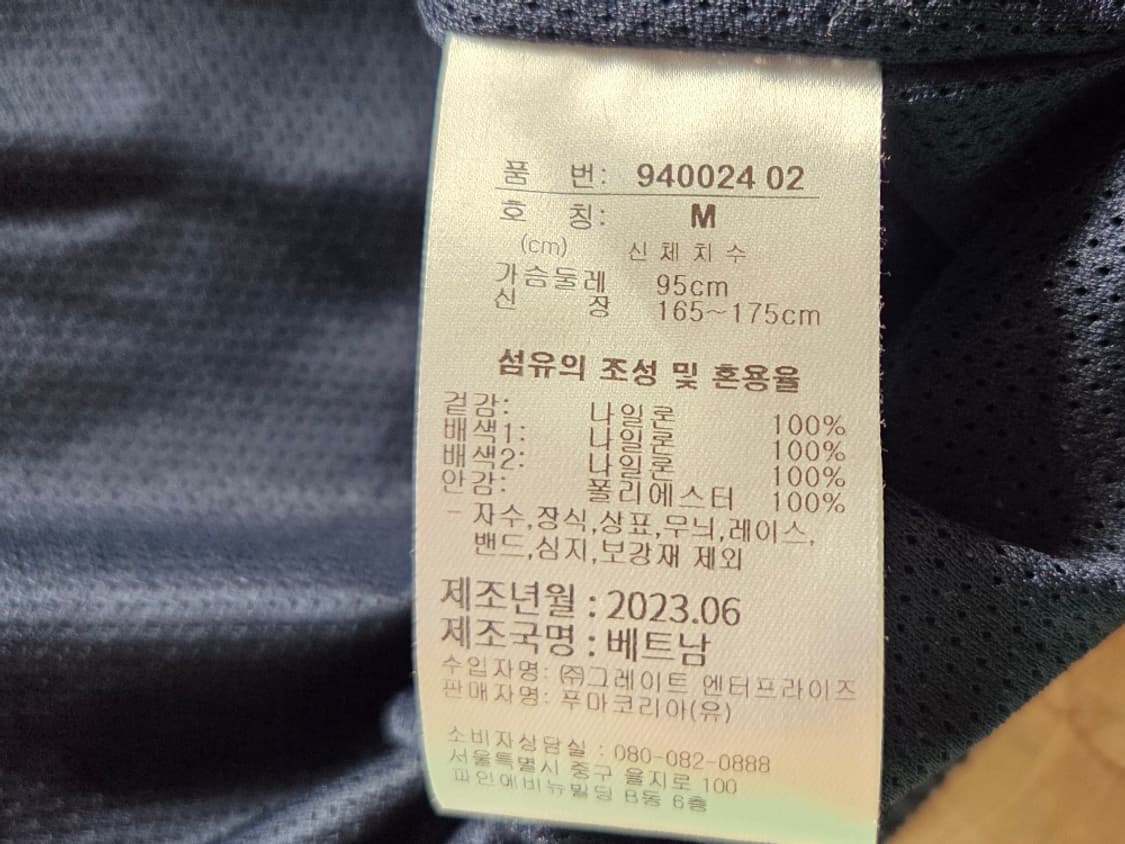 품 번: 940024 02
호 칭: M
(cm) 신 체 치 수
가슴둘레 95cm
신 장 165~175cm
섬유의 조성 및 혼용율
겉감: 나일론 100%
배색1: 나일론 100%
배색2: 나일론 100%
안감: 폴리에스터 100%
- 자수,장식,상표,무늬,레이스,
밴드,심지,보강재 제외
제조년월 : 2023.06
제조국명 : 베트남
수입자명: ㈜그레이트 엔터프라이즈
판매자명: 푸마코리아(유)
소비자상담실 : 080-082-0888
서울특별시 중구 을지로 100
파인에비뉴빌딩 B동 6층